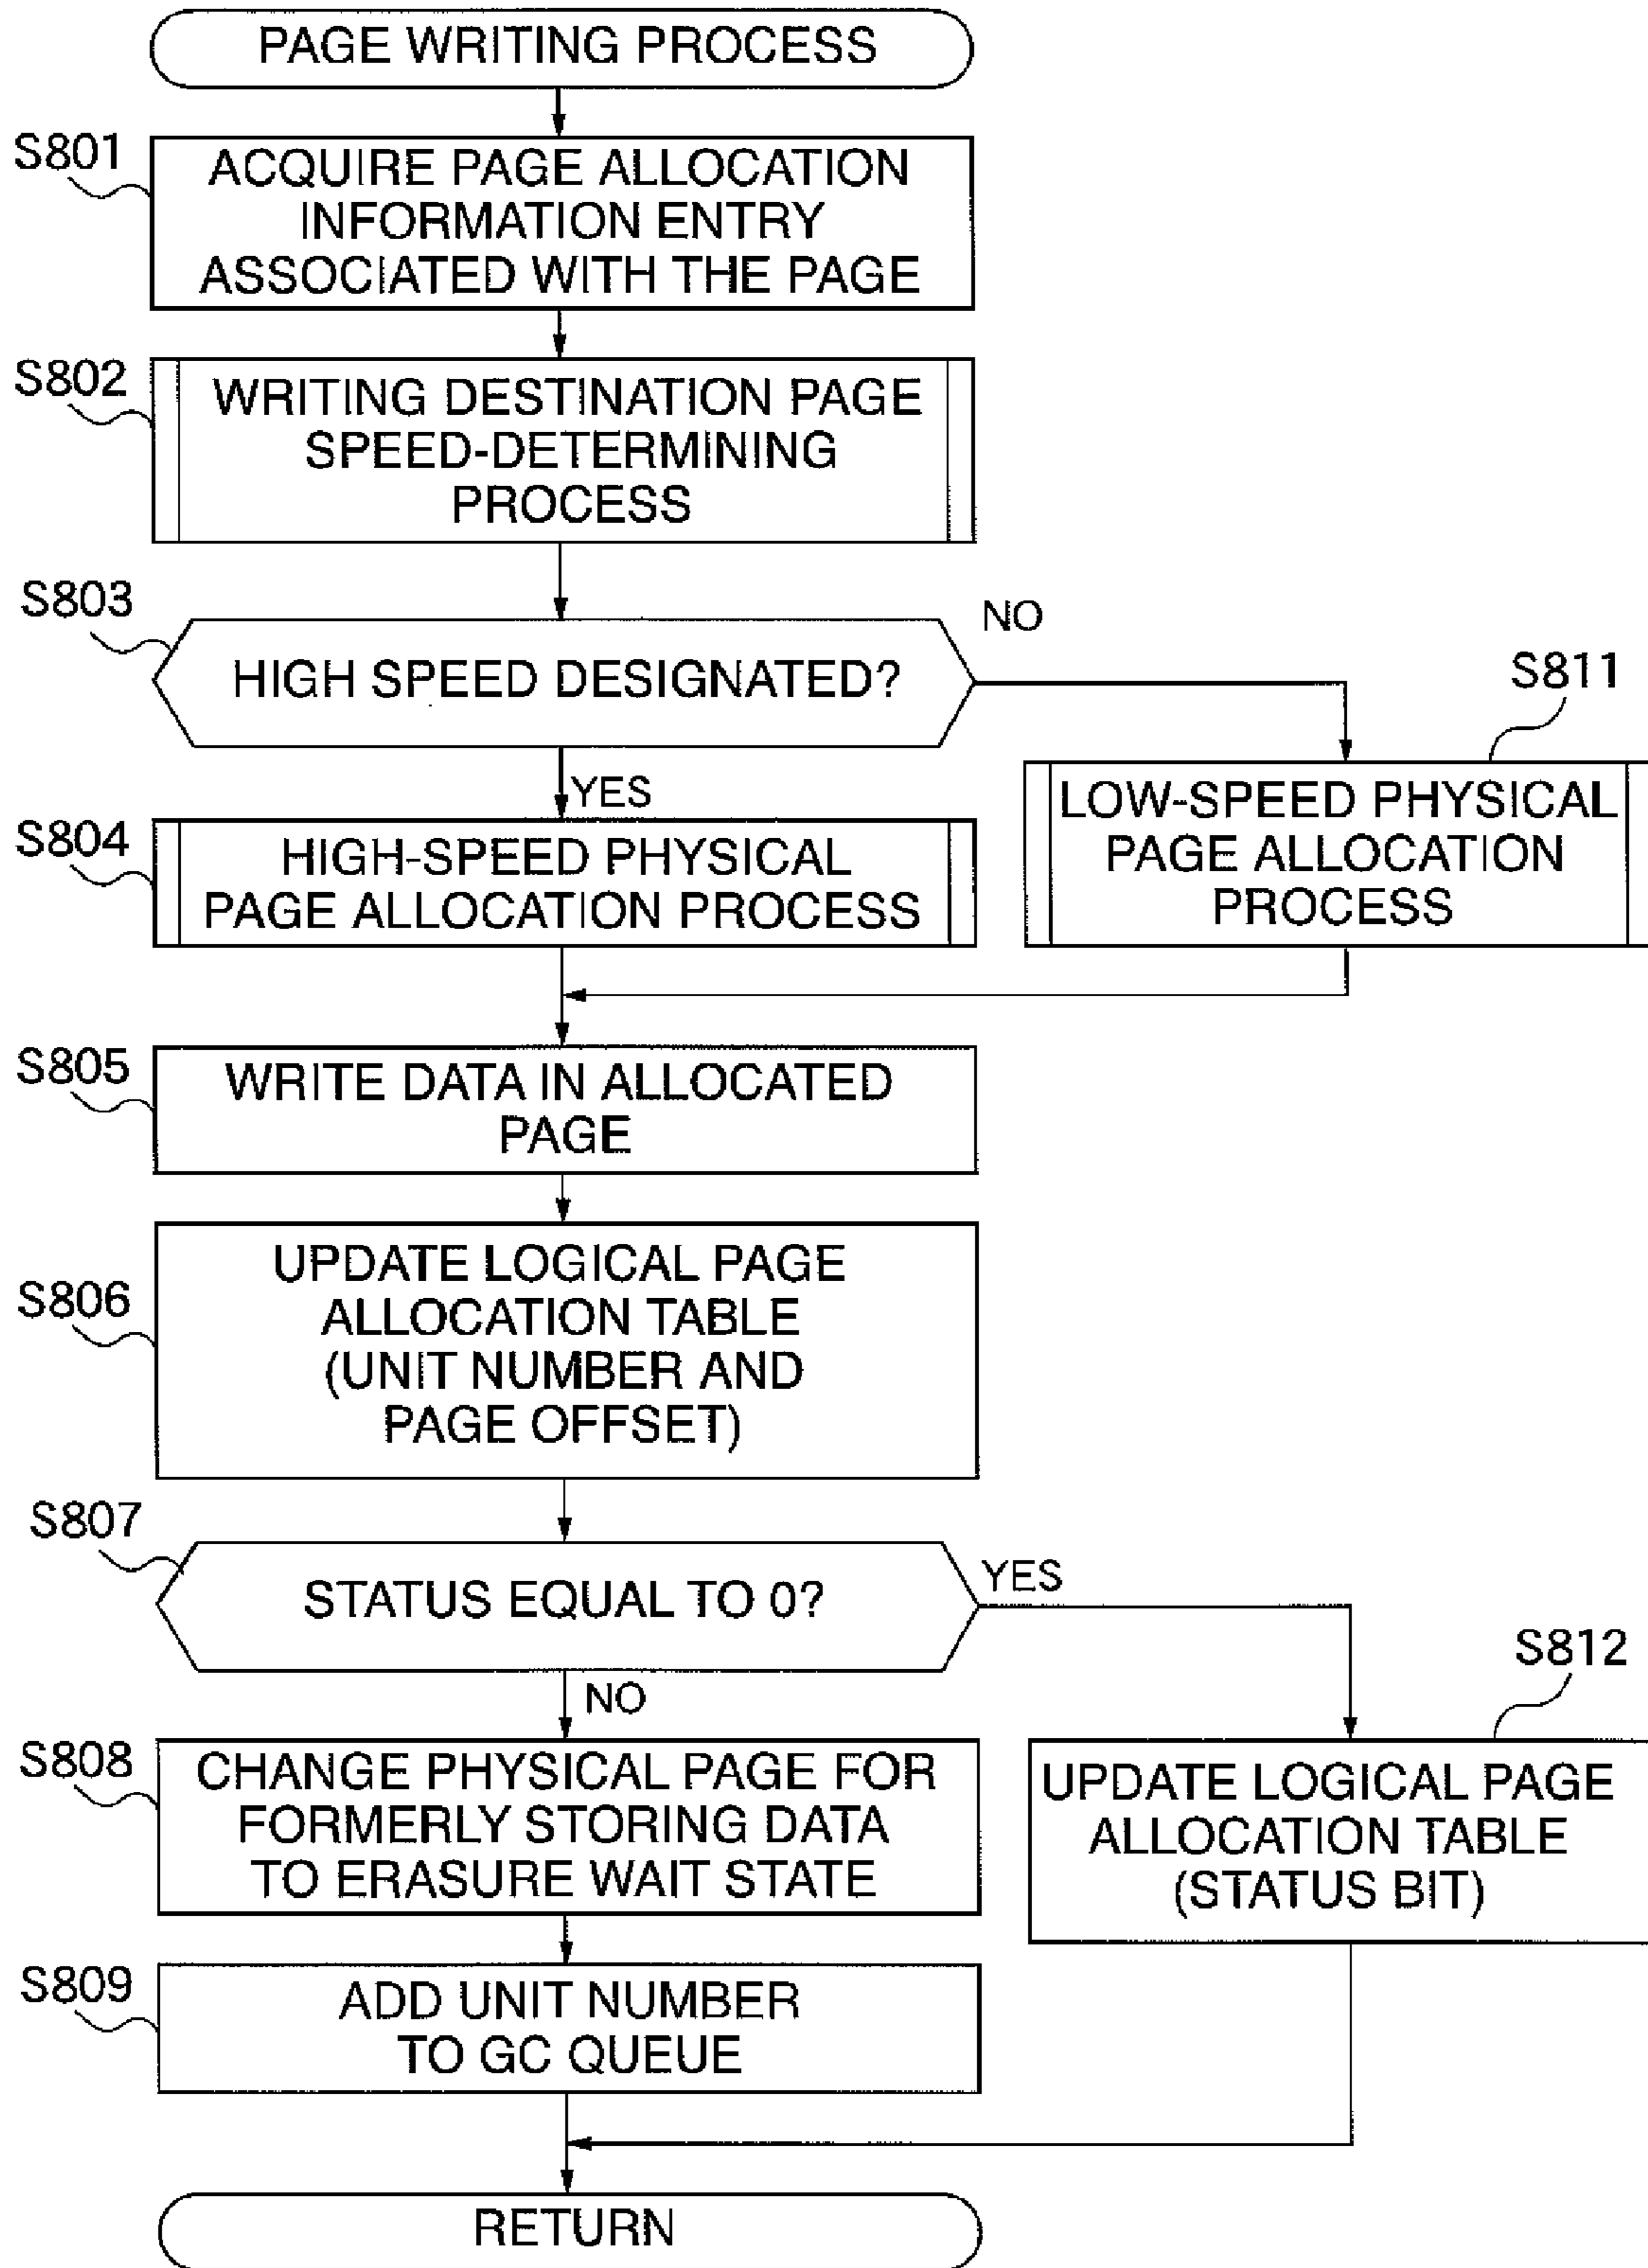 PAGE WRITING PROCESS
S801
ACQUIRE PAGE ALLOCATION
INFORMATION ENTRY
ASSOCIATED WITH THE PAGE
S802
WRITING DESTINATION PAGE
SPEED-DETERMINING
PROCESS
S803
HIGH SPEED DESIGNATED?
NO
YES
S811
LOW-SPEED PHYSICAL
PAGE ALLOCATION
PROCESS
S804
HIGH-SPEED PHYSICAL
PAGE ALLOCATION PROCESS
S805
WRITE DATA IN ALLOCATED
PAGE
S806
UPDATE LOGICAL PAGE
ALLOCATION TABLE
(UNIT NUMBER AND
PAGE OFFSET)
S807
STATUS EQUAL TO 0?
YES
NO
S812
UPDATE LOGICAL PAGE
ALLOCATION TABLE
(STATUS BIT)
S808
CHANGE PHYSICAL PAGE FOR
FORMERLY STORING DATA
TO ERASURE WAIT STATE
S809
ADD UNIT NUMBER
TO GC QUEUE
RETURN